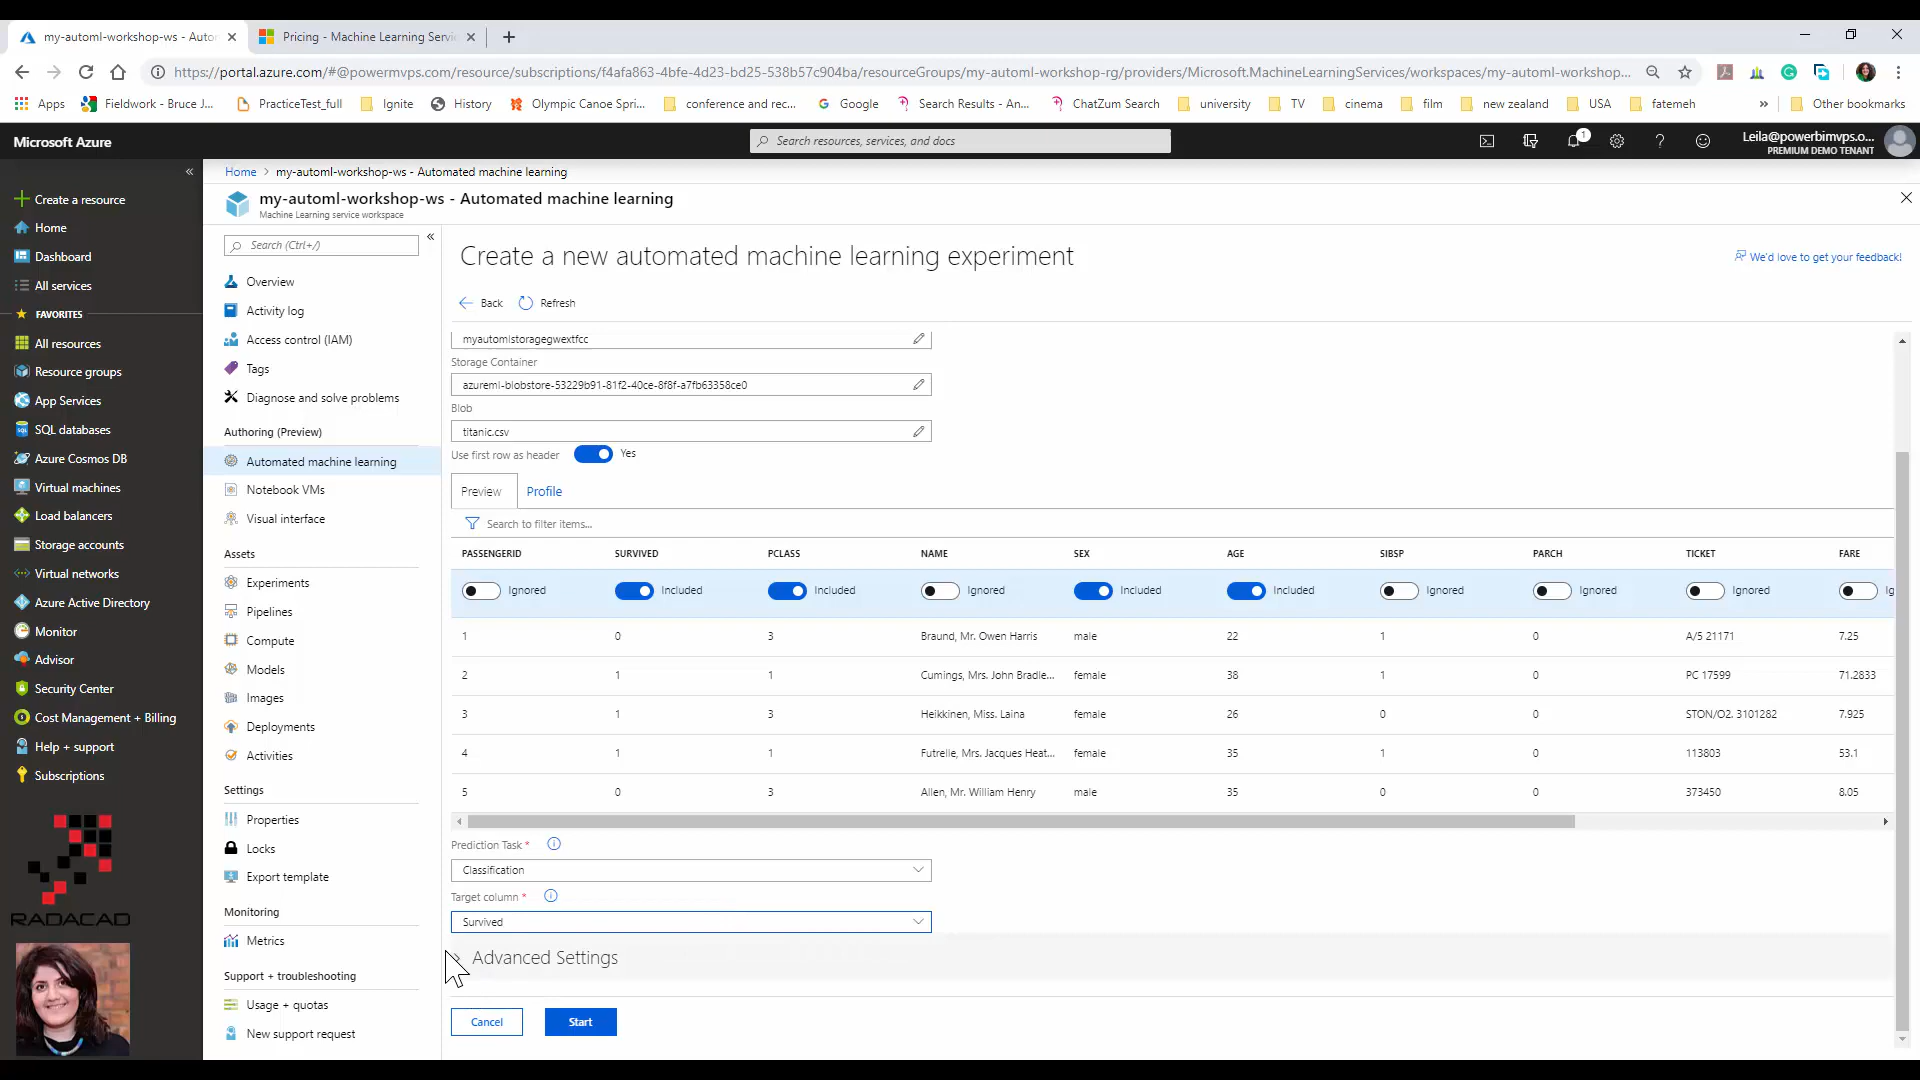 my-automl-workshop-ws - Autom
Pricing - Machine Learning Servic
https://portal.azure.com/#@powermvps.com/resource/subscriptions/f4afa863-4bfe-4d23-bd25-538b57c904ba/resourceGroups/my-automl-workshop-rg/providers/Microsoft.MachineLearningServices/workspaces/my-automl-workshop...
Apps
Fieldwork - Bruce J...
PracticeTest_full
Ignite
History
Olympic Canoe Spri...
conference and rec...
Google
Search Results - An...
ChatZum Search
university
TV
cinema
film
new zealand
USA
fatemeh
»
Other bookmarks
Microsoft Azure
Search resources, services, and docs
1
Leila@powerbimvps.o...
PREMIUM DEMO TENANT
Home > my-automl-workshop-ws - Automated machine learning
my-automl-workshop-ws - Automated machine learning
Machine Learning service workspace
Create a resource
Home
Dashboard
All services
FAVORITES
All resources
Resource groups
App Services
SQL databases
Azure Cosmos DB
Virtual machines
Load balancers
Storage accounts
Virtual networks
Azure Active Directory
Monitor
Advisor
Security Center
Cost Management + Billing
Help + support
Subscriptions
RADACAD
Search (Ctrl+/)
Overview
Activity log
Access control (IAM)
Tags
Diagnose and solve problems
Authoring (Preview)
Automated machine learning
Notebook VMs
Visual interface
Assets
Experiments
Pipelines
Compute
Models
Images
Deployments
Activities
Settings
Properties
Locks
Export template
Monitoring
Metrics
Support + troubleshooting
Usage + quotas
New support request
Create a new automated machine learning experiment
We'd love to get your feedback!
Back
Refresh
myautomlstoragegwextfcc
Storage Container
azureml-blobstore-53229b91-81f2-40ce-8f8f-a7fb63358ce0
Blob
titanic.csv
Use first row as header
Yes
Preview
Profile
Search to filter items...
PASSENGERID SURVIVED PCLASS NAME SEX AGE SIBSP PARCH TICKET FARE
Ignored Included Included Ignored Included Included Ignored Ignored Ignored Ig
1 0 3 Braund, Mr. Owen Harris male 22 1 0 A/5 21171 7.25
2 1 1 Cumings, Mrs. John Bradle... female 38 1 0 PC 17599 71.2833
3 1 3 Heikkinen, Miss. Laina female 26 0 0 STON/O2. 3101282 7.925
4 1 1 Futrelle, Mrs. Jacques Heat... female 35 1 0 113803 53.1
5 0 3 Allen, Mr. William Henry male 35 0 0 373450 8.05
Prediction Task *
Classification
Target column *
Survived
Advanced Settings
Cancel
Start